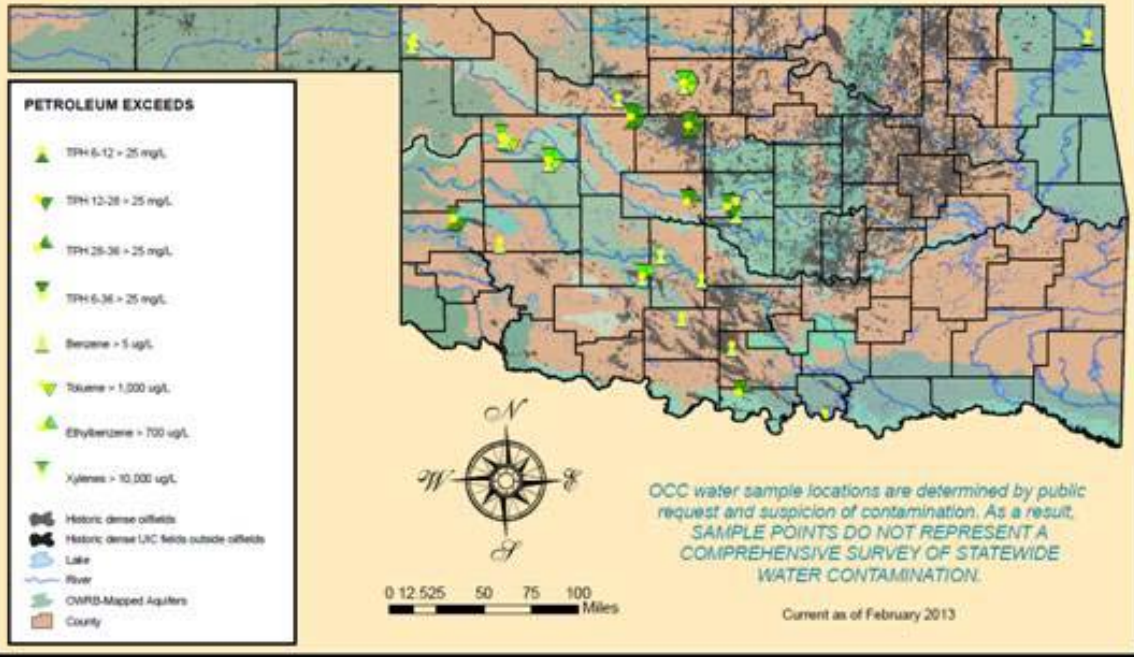 PETROLEUM EXCEEDS
TPH 6-12 > 25 mg/L
TPH 12-28 > 25 mg/L
TPH 28-36 > 25 mg/L
TPH 6-36 > 25 mg/L
Benzene > 5 ug/L
Toluene > 1,000 ug/L
Ethylbenzene > 700 ug/L
Xylenes > 10,000 ug/L
Historic dense oilfields
Historic dense UIC fields outside oilfields
Lake
River
OWRB-Mapped Aquifers
County
N
W
E
S
0 12.525 50 75 100
Miles
OCC water sample locations are determined by public
request and suspicion of contamination. As a result,
SAMPLE POINTS DO NOT REPRESENT A
COMPREHENSIVE SURVEY OF STATEWIDE
WATER CONTAMINATION.
Current as of February 2013